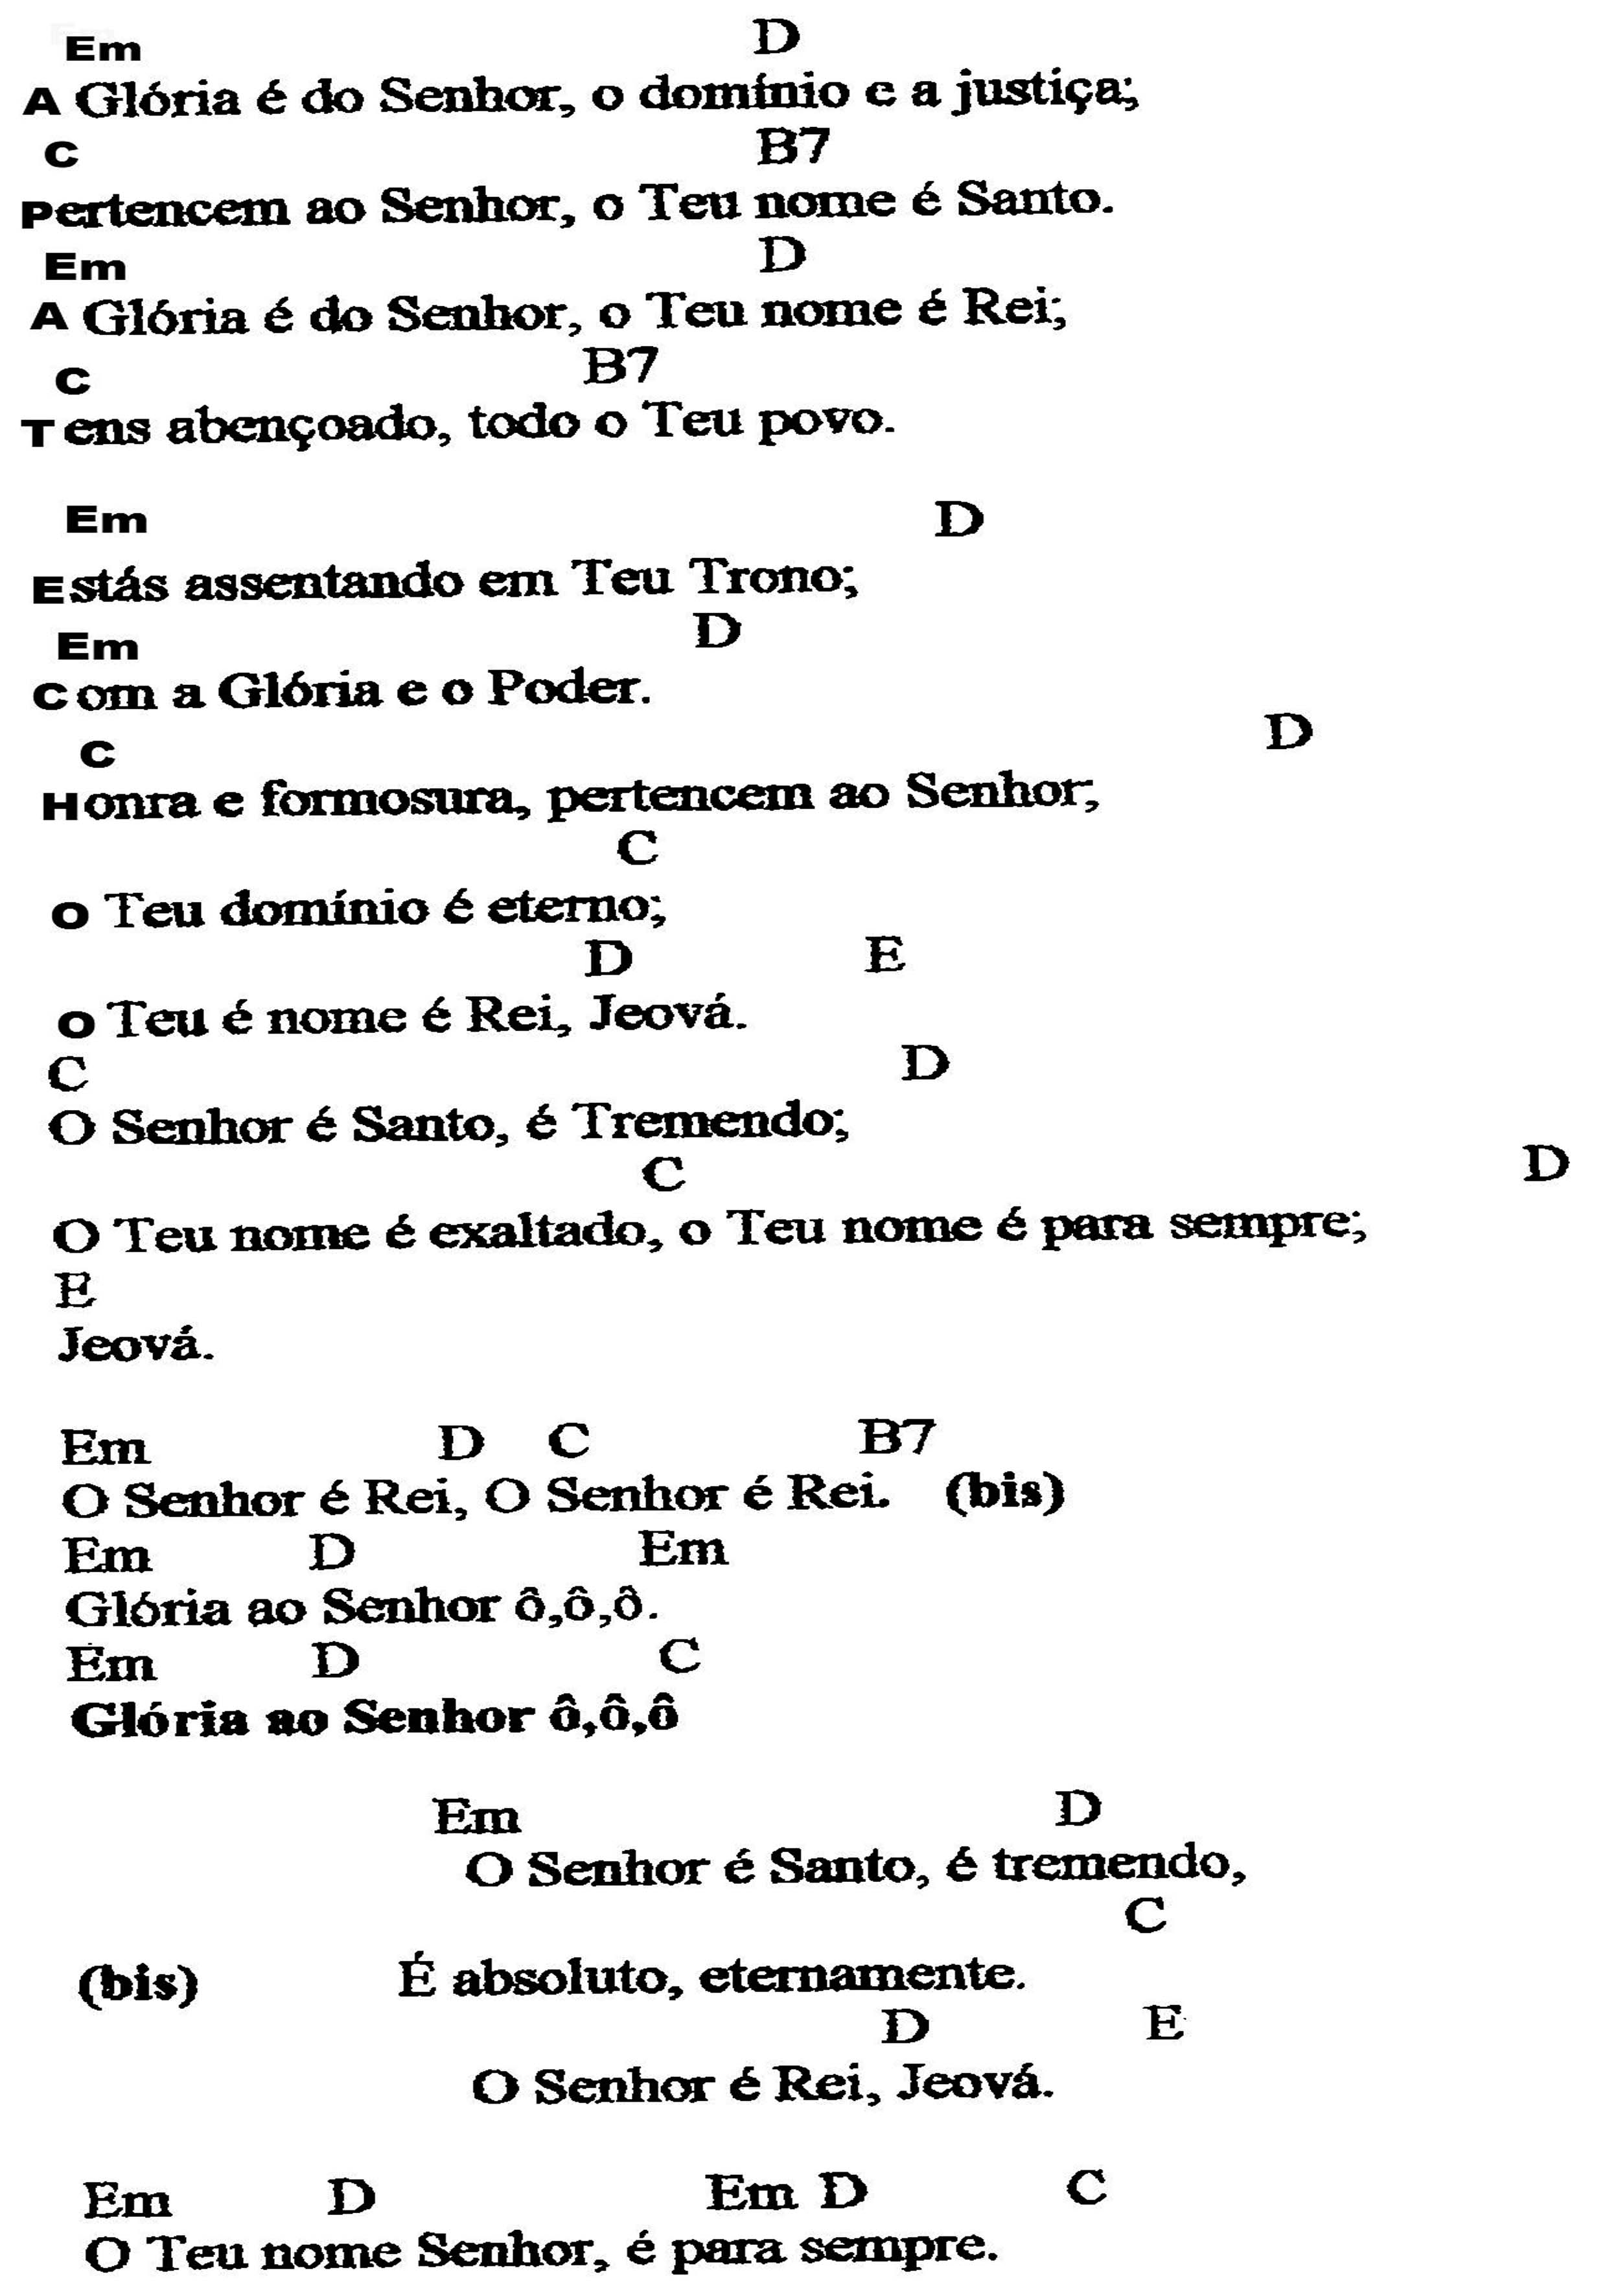 Em D
A Glória é do Senhor, o domínio e a justiça;
C B7
Pertencem ao Senhor, o Teu nome é Santo.
Em D
A Glória é do Senhor, o Teu nome é Rei;
C B7
Tens abençoado, todo o Teu povo.
Em D
Estás assentando em Teu Trono;
Em D
Com a Glória e o Poder.
C D
Honra e formosura, pertencem ao Senhor;
C
o Teu domínio é eterno;
D E
o Teu é nome é Rei, Jeová.
C D
O Senhor é Santo, é Tremendo;
C D
O Teu nome é exaltado, o Teu nome é para sempre;
E
Jeová.
Em D C B7
O Senhor é Rei, O Senhor é Rei. (bis)
Em D Em
Glória ao Senhor ô,ô,ô.
Em D C
Glória ao Senhor ô,ô,ô
Em D
O Senhor é Santo, é tremendo,
C
(bis) É absoluto, eternamente.
D E
O Senhor é Rei, Jeová.
Em D Em D C
O Teu nome Senhor, é para sempre.